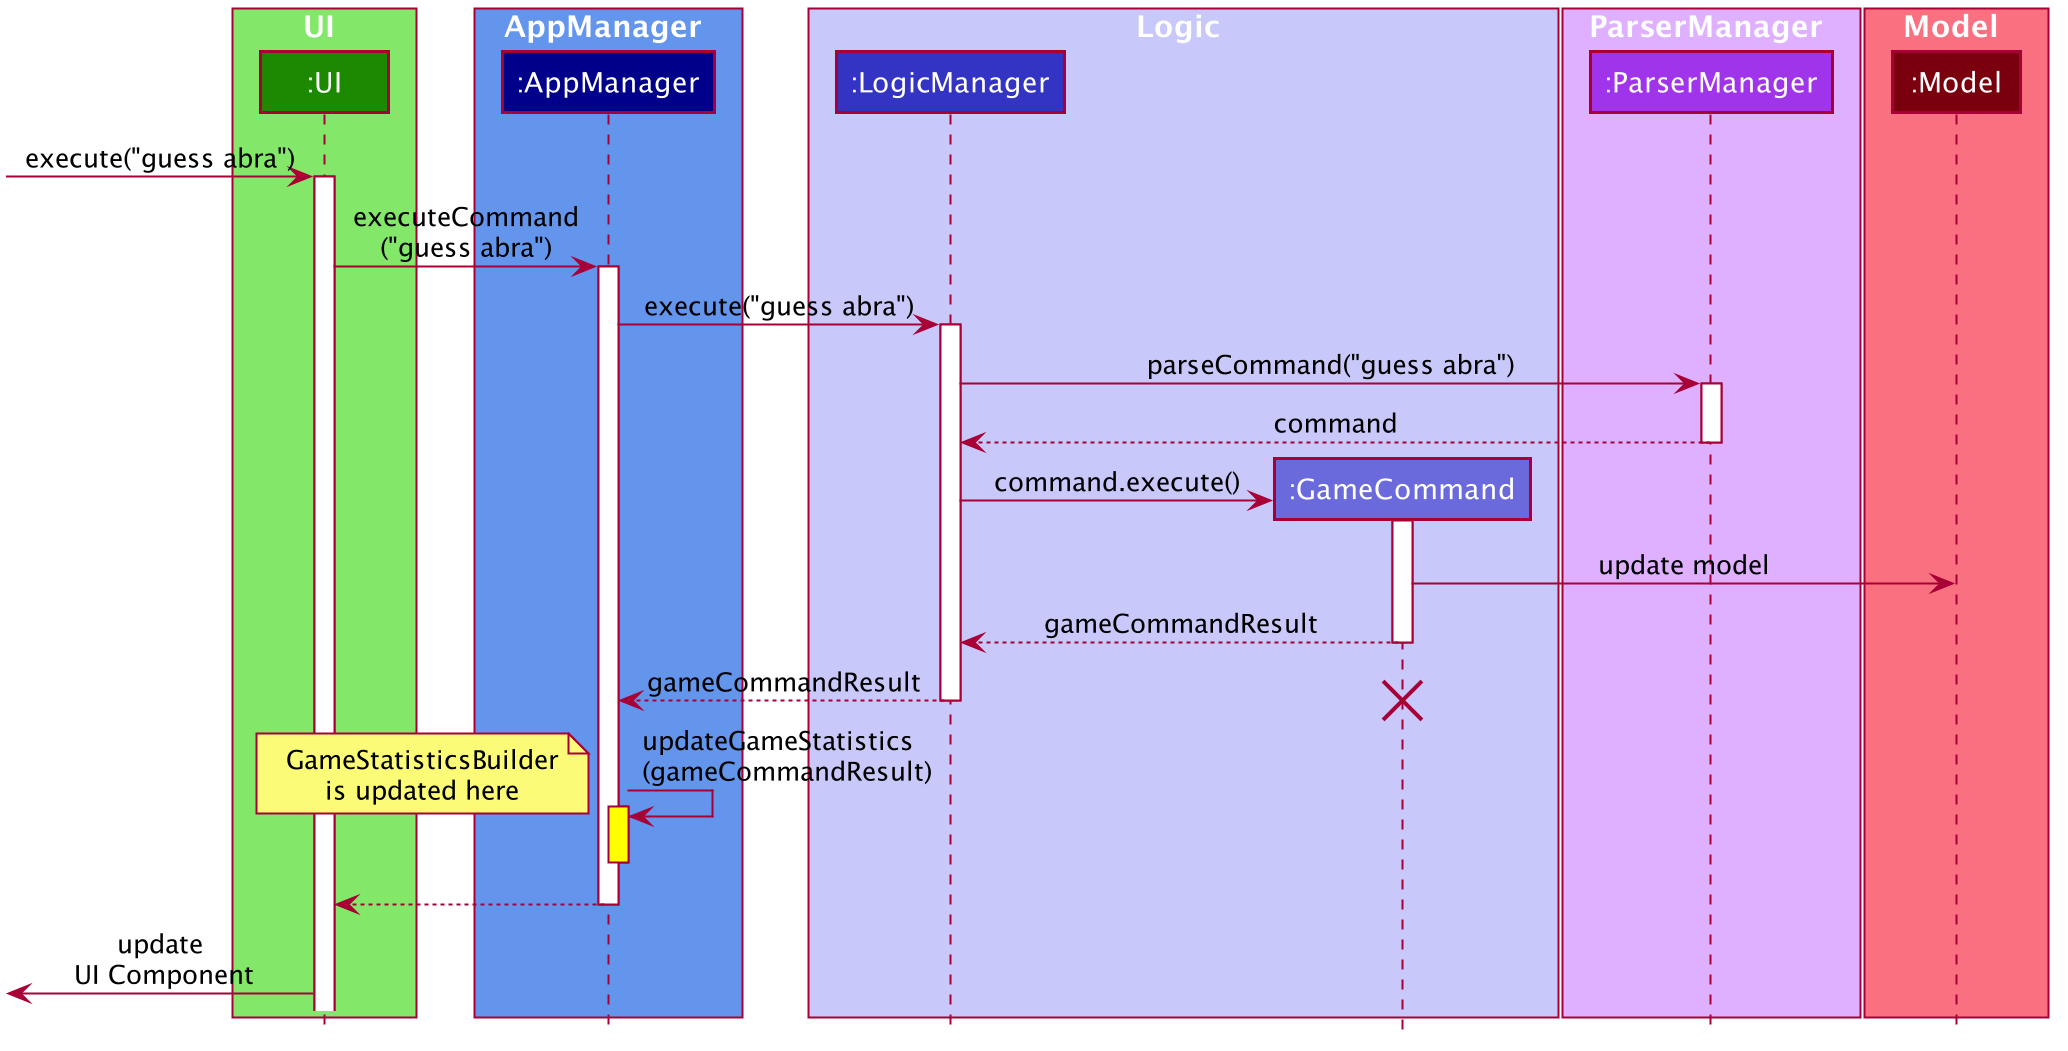 UI
AppManager
Logic
ParserManager
Model
:UI
:AppManager
:LogicManager
:ParserManager
:Model
execute("guess abra")
executeCommand
("guess abra")
execute("guess abra")
parseCommand("guess abra")
command
command.execute()
:GameCommand
update model
gameCommandResult
gameCommandResult
updateGameStatistics
(gameCommandResult)
GameStatisticsBuilder
is updated here
update
UI Component